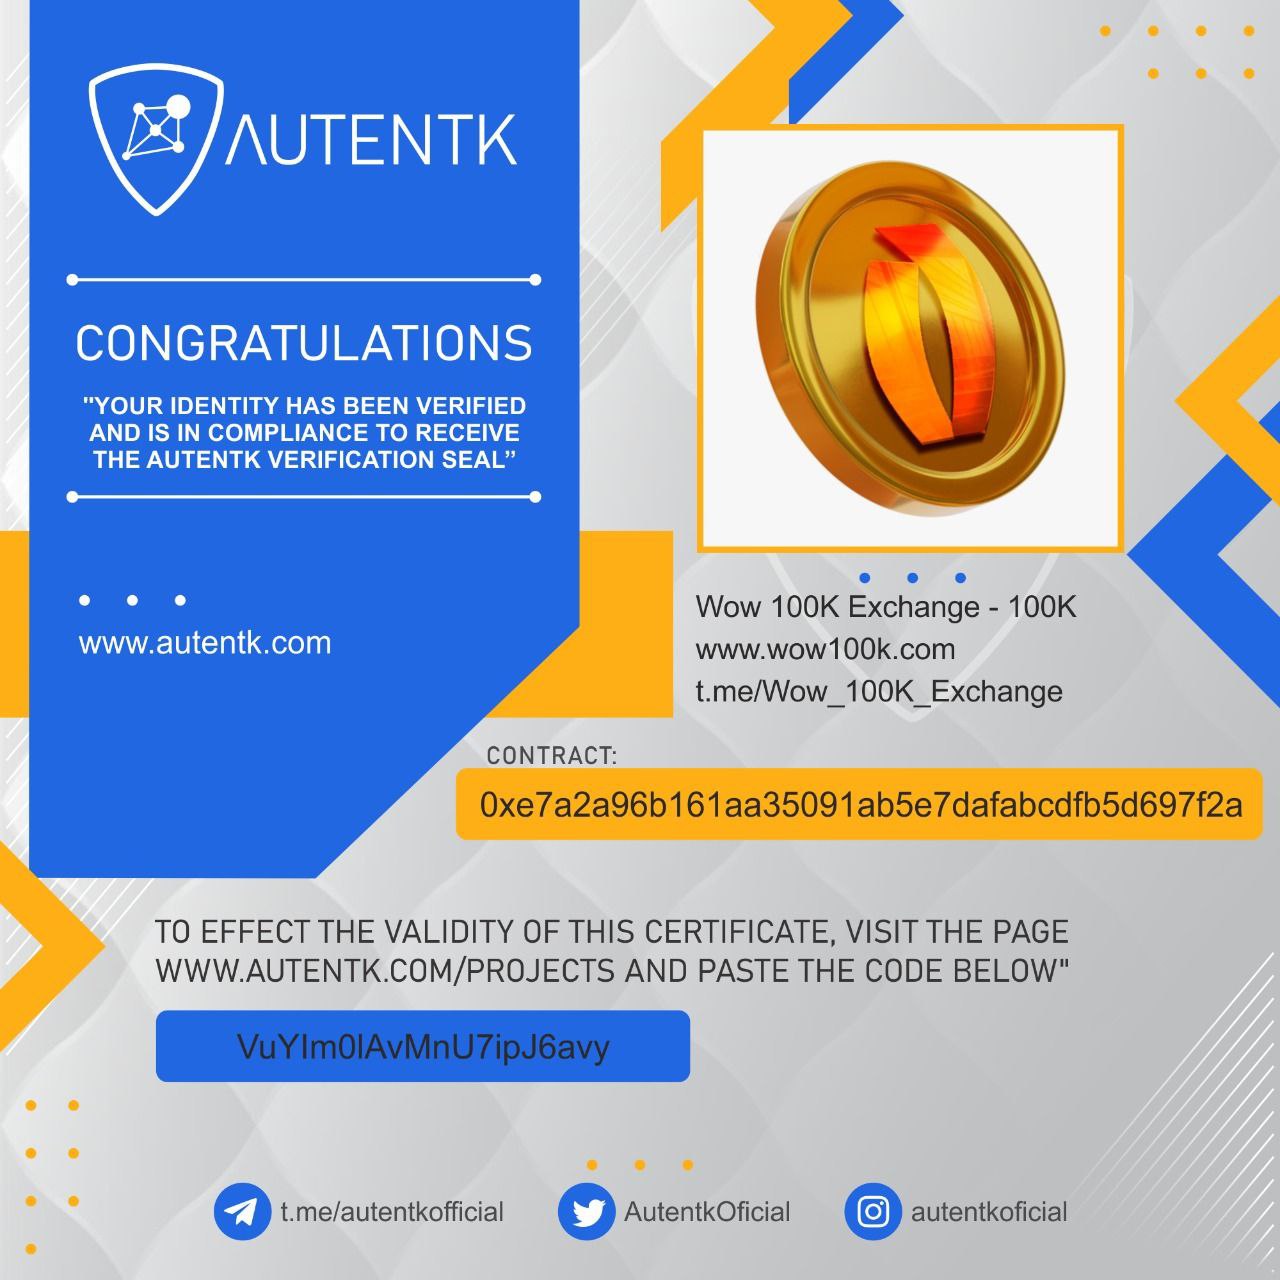 AUTENTK
CONGRATULATIONS
"YOUR IDENTITY HAS BEEN VERIFIED
AND IS IN COMPLIANCE TO RECEIVE
THE AUTENTK VERIFICATION SEAL”
www.autentk.com
Wow 100K Exchange - 100K
www.wow100k.com
t.me/Wow_100K_Exchange
CONTRACT:
0xe7a2a96b161aa35091ab5e7dafabcdfb5d697f2a
TO EFFECT THE VALIDITY OF THIS CERTIFICATE, VISIT THE PAGE
WWW.AUTENTK.COM/PROJECTS AND PASTE THE CODE BELOW"
VuYIm0lAvMnU7ipJ6avy
t.me/autentkofficial
AutentkOficial
autentkoficial